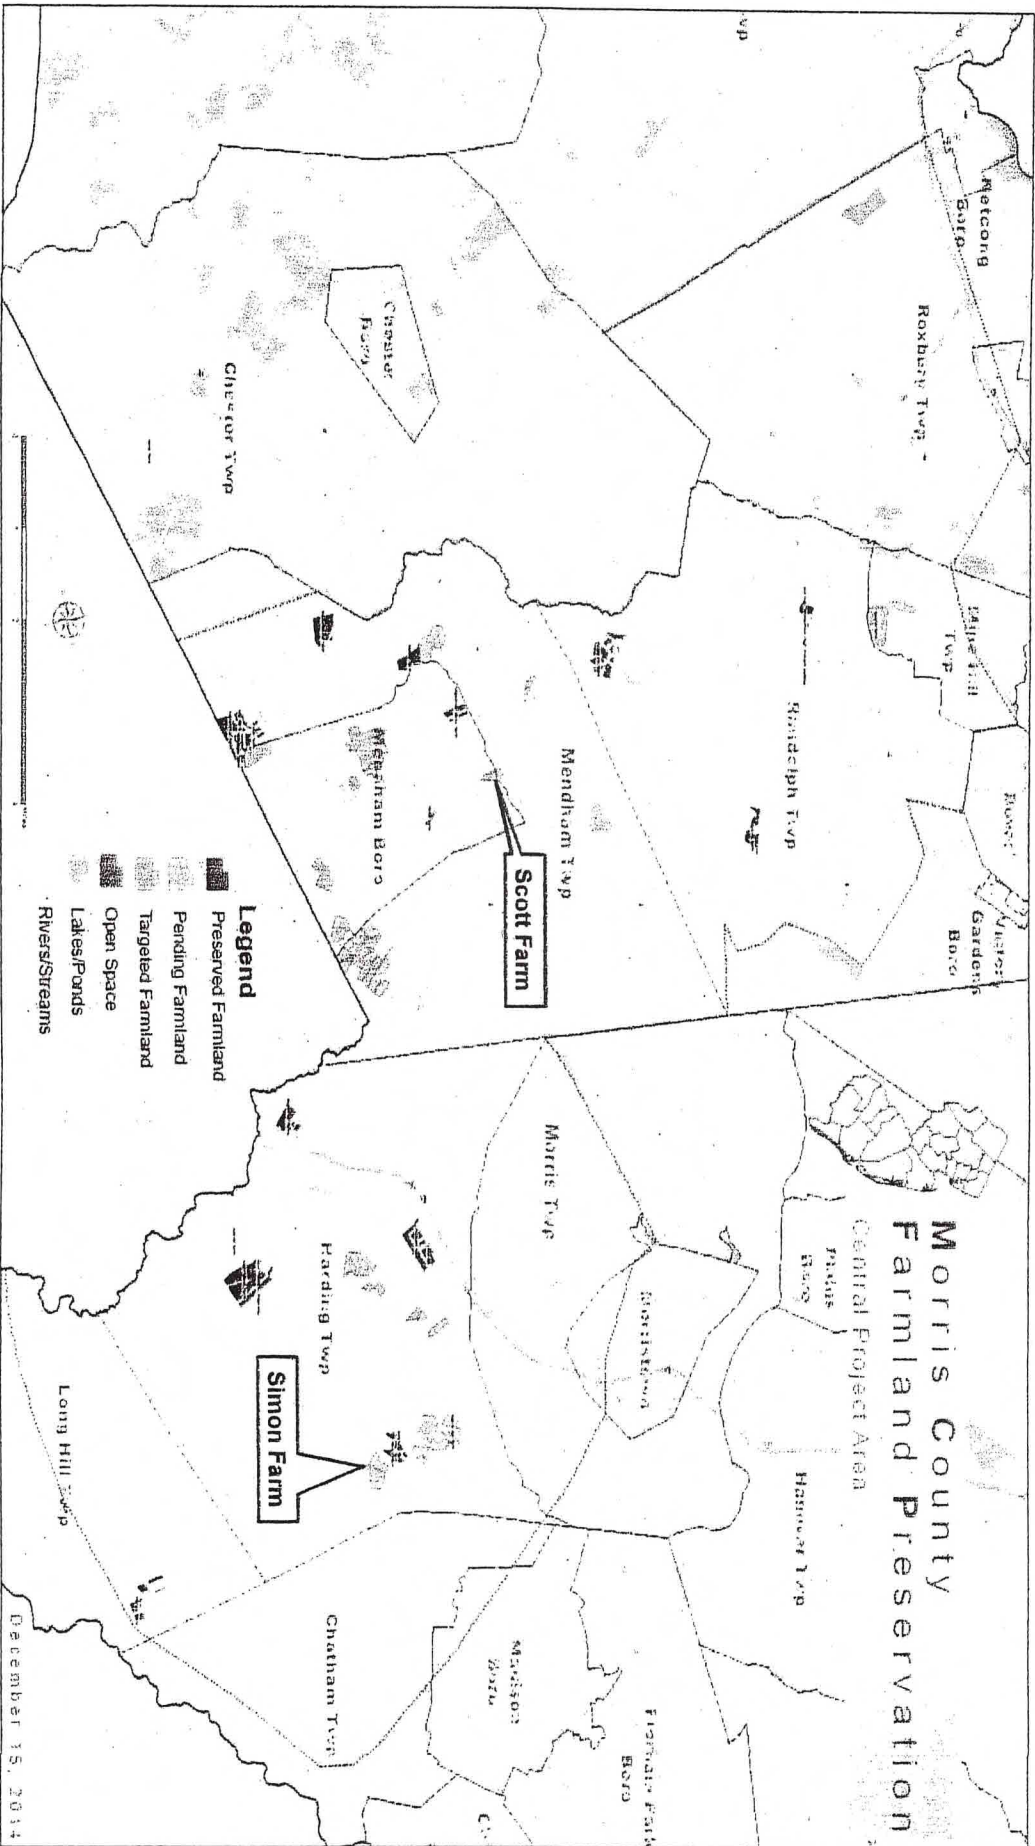 Morris County
Farmland Preservation
Central Project Area
Netcong
Boro
Roxbury Twp
Mine Hill
Twp
Victory
Gardens
Boro
Randolph Twp
Hanover Twp
Chester
Boro
Chester Twp
Mendham Twp
Mendham Boro
Scott Farm
Morris Twp
Morristown
Florham Park
Boro
Madison
Boro
Harding Twp
Simon Farm
Chatham Twp
Long Hill Twp
Legend
Preserved Farmland
Pending Farmland
Targeted Farmland
Open Space
Lakes/Ponds
Rivers/Streams